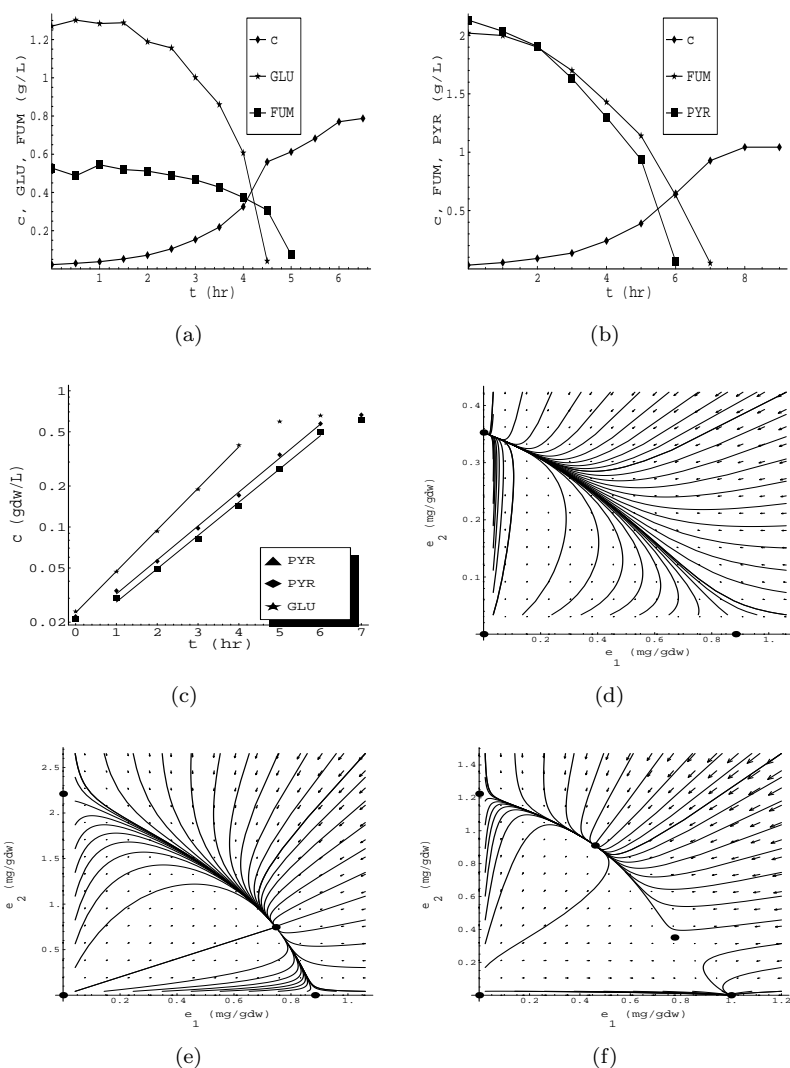 c, GLU, FUM (g/L)
1.2
1
0.8
0.6
0.4
0.2
c
GLU
FUM
1 2 3 4 5 6
t (hr)
(a)
c, FUM, PYR (g/L)
2
1.5
1
0.5
c
FUM
PYR
2 4 6 8
t (hr)
(b)
c (gdw/L)
1
0.5
0.1
0.05
0.02
PYR
PYR
GLU
0 1 2 3 4 5 6 7
t (hr)
(c)
e2 (mg/gdw)
0.4
0.3
0.2
0.1
0.2 0.4 0.6 0.8 1.
e1 (mg/gdw)
(d)
e2 (mg/gdw)
2.5
2.
1.5
1.
0.5
0.2 0.4 0.6 0.8 1.
e1 (mg/gdw)
(e)
e2 (mg/gdw)
1.4
1.2
1.
0.8
0.6
0.4
0.2
0.2 0.4 0.6 0.8 1. 1.2
e1 (mg/gdw)
(f)